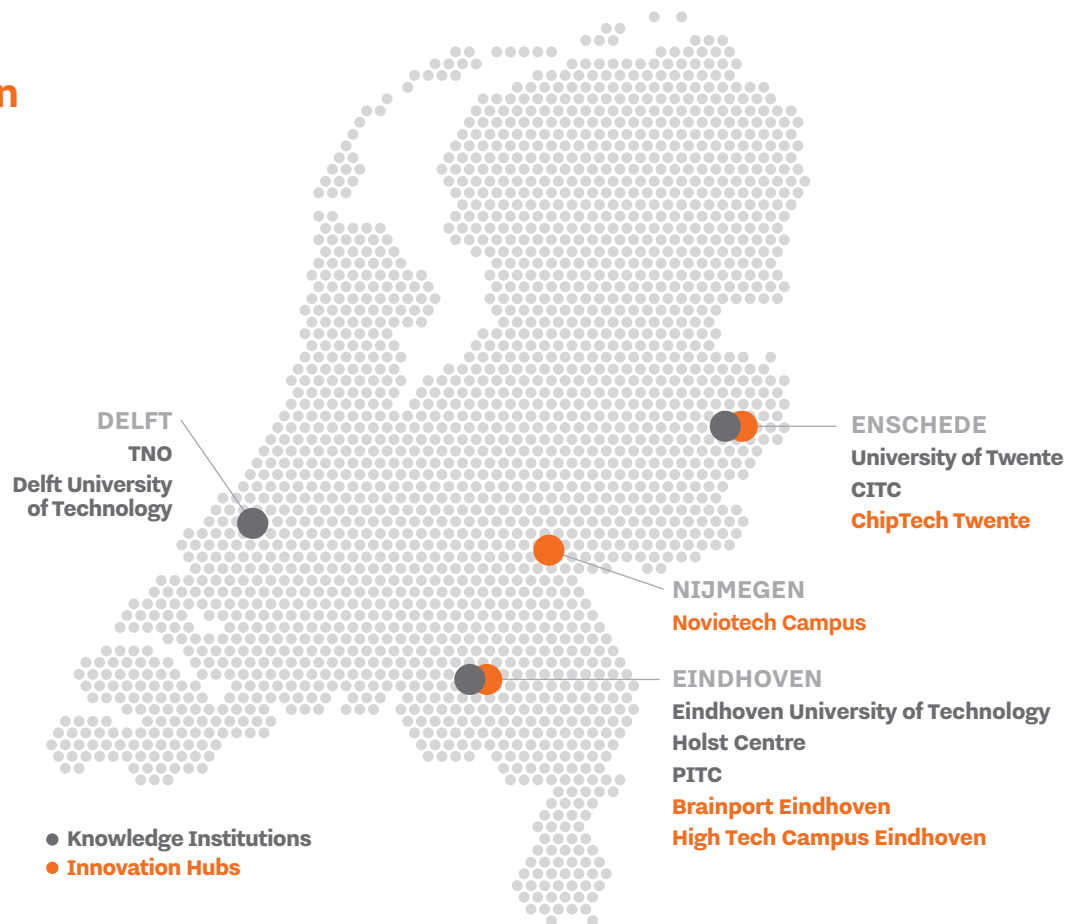 n
DELFT
TNO
Delft University
of Technology
ENSCHEDE
University of Twente
CITC
ChipTech Twente
NIJMEGEN
Noviotech Campus
EINDHOVEN
Eindhoven University of Technology
Holst Centre
PITC
Brainport Eindhoven
High Tech Campus Eindhoven
Knowledge Institutions
Innovation Hubs